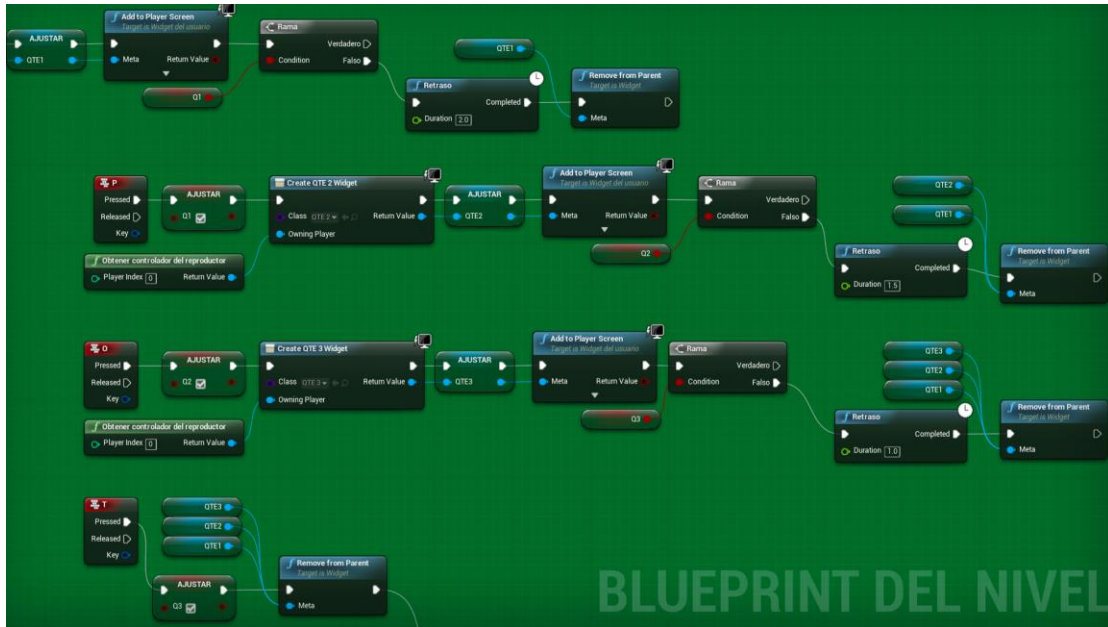 AJUSTAR
QTE1
Add to Player Screen
Target is Widget del usuario
Meta
Return Value
Q1
Rama
Verdadero
Condition
Falso
Retraso
Completed
Duration 2.0
QTE1
Remove from Parent
Target is Widget
Meta
P
Pressed
Released
Key
AJUSTAR
Q1
Obtener controlador del reproductor
Player Index 0
Return Value
Create QTE 2 Widget
Class QTE 2
Return Value
Owning Player
AJUSTAR
QTE2
Add to Player Screen
Target is Widget del usuario
Meta
Return Value
Q2
Rama
Verdadero
Condition
Falso
Retraso
Completed
Duration 1.5
QTE2
QTE1
Remove from Parent
Target is Widget
Meta
O
Pressed
Released
Key
AJUSTAR
Q2
Obtener controlador del reproductor
Player Index 0
Return Value
Create QTE 3 Widget
Class QTE 3
Return Value
Owning Player
AJUSTAR
QTE3
Add to Player Screen
Target is Widget del usuario
Meta
Return Value
Q3
Rama
Verdadero
Condition
Falso
Retraso
Completed
Duration 1.0
QTE3
QTE2
QTE1
Remove from Parent
Target is Widget
Meta
T
Pressed
Released
Key
AJUSTAR
Q3
QTE3
QTE2
QTE1
Remove from Parent
Target is Widget
Meta
BLUEPRINT DEL NIVEL